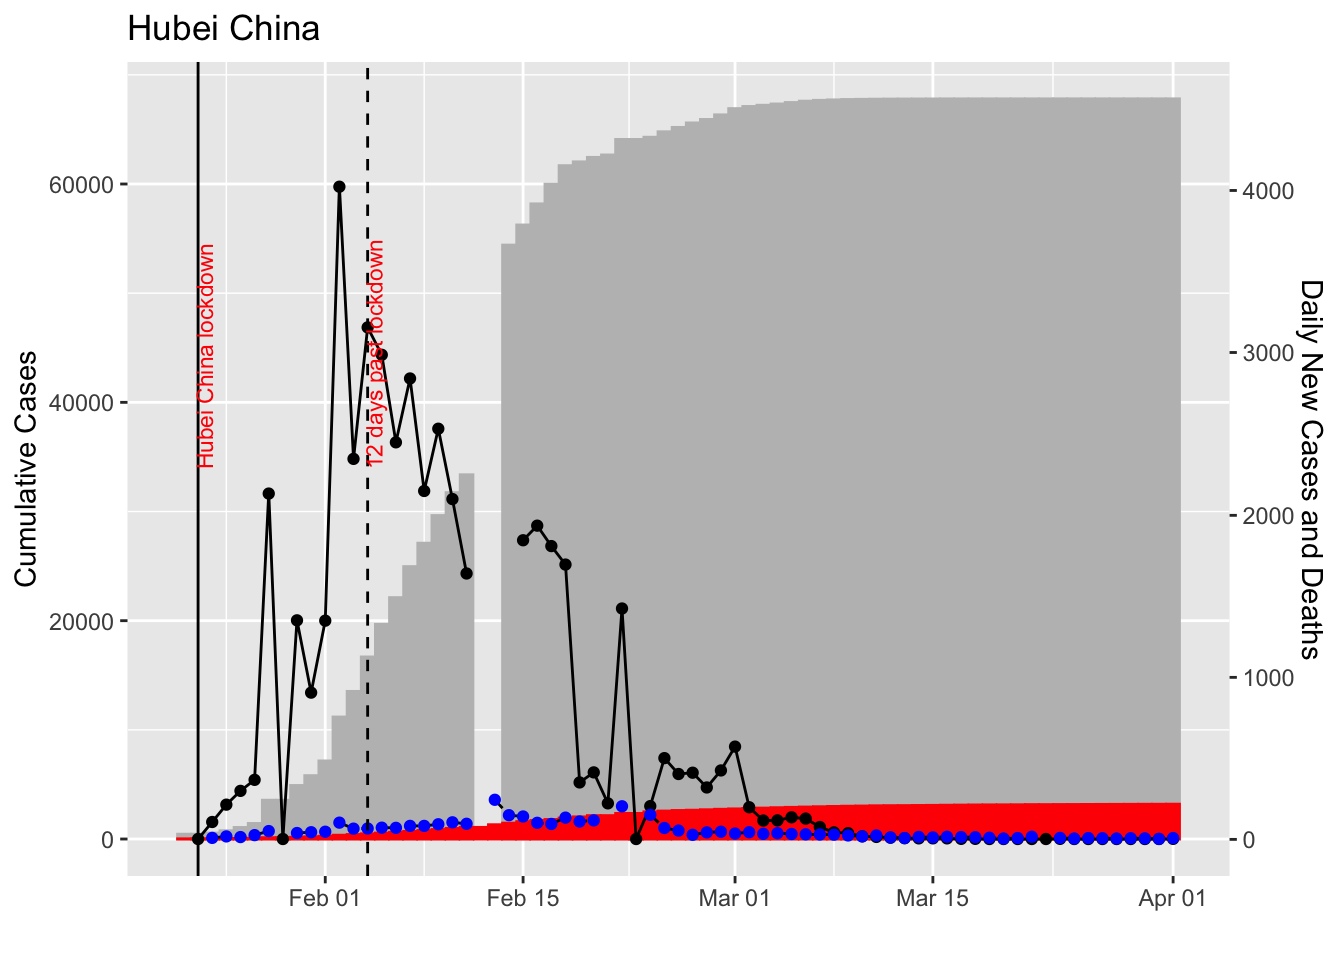 Hubei China
Cumulative Cases
60000
40000
20000
0
Hubei China lockdown
12 days past lockdown
4000
3000
2000
1000
0
Daily New Cases and Deaths
Feb 01
Feb 15
Mar 01
Mar 15
Apr 01